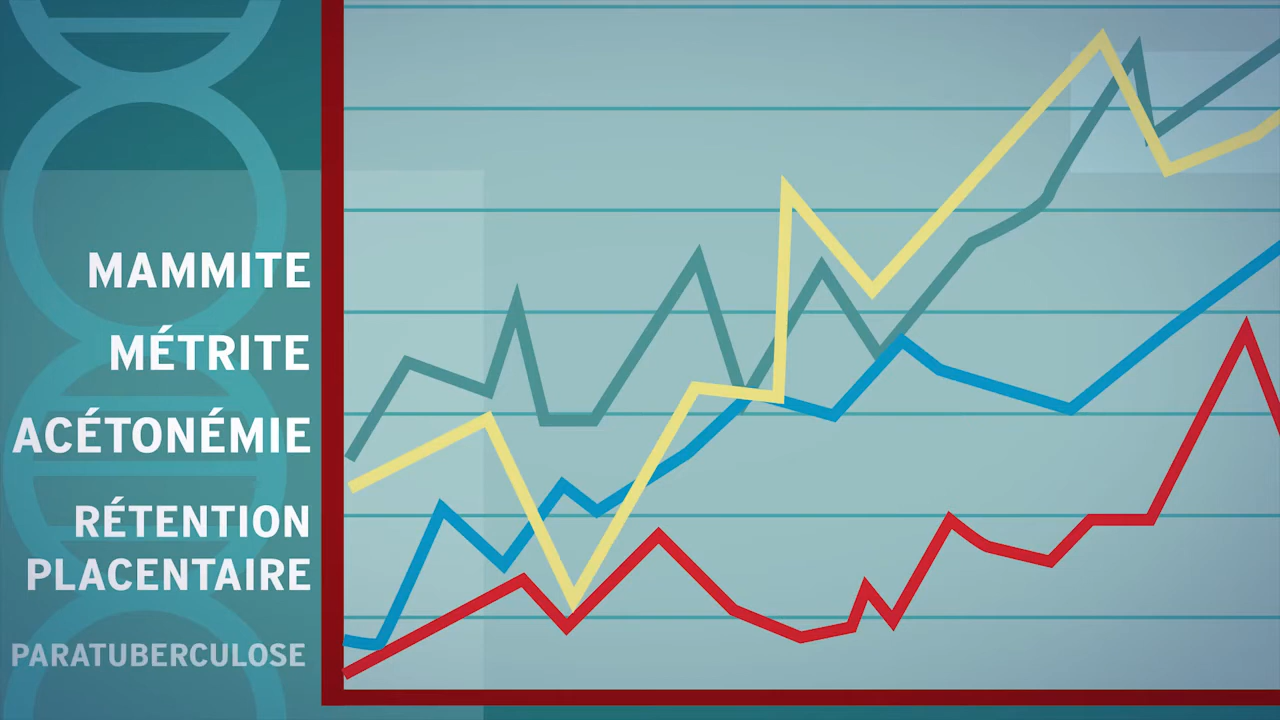 MAMMITE
MÉTRITE
ACÉTONÉMIE
RÉTENTION
PLACENTAIRE
PARATUBERCULOSE